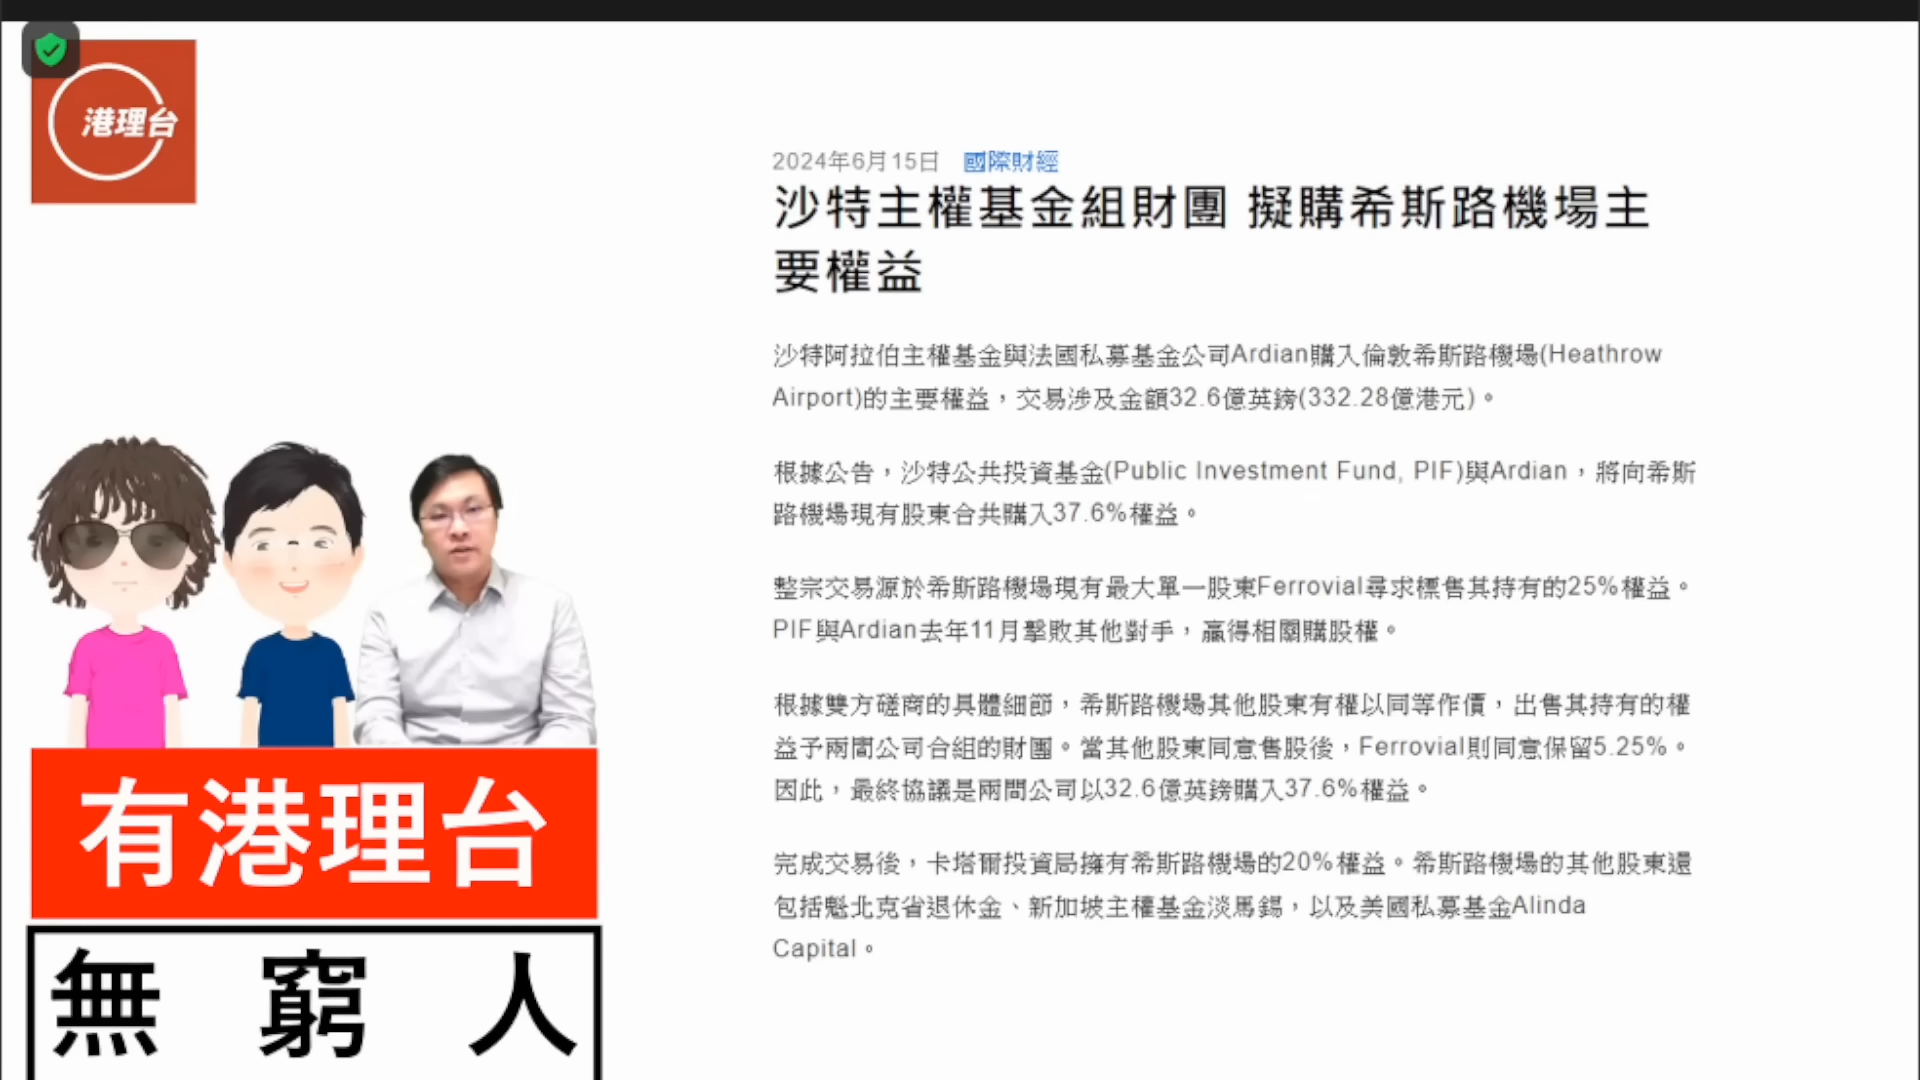 港理台
2024年6月15日 國際財經
沙特主權基金組財團 擬購希斯路機場主
要權益
沙特阿拉伯主權基金與法國私募基金公司Ardian購入倫敦希斯路機場(Heathrow
Airport)的主要權益，交易涉及金額32.6億英鎊(332.28億港元)。
根據公告，沙特公共投資基金(Public Investment Fund, PIF)與Ardian，將向希斯
路機場現有股東合共購入37.6%權益。
整宗交易源於希斯路機場現有最大單一股東Ferrovial尋求標售其持有的25%權益。
PIF與Ardian去年11月擊敗其他對手，贏得相關購股權。
根據雙方磋商的具體細節，希斯路機場其他股東有權以同等作價，出售其持有的權
益予兩間公司合組的財團。當其他股東同意售股後，Ferrovial則同意保留5.25%。
因此，最終協議是兩間公司以32.6億英鎊購入37.6%權益。
完成交易後，卡塔爾投資局擁有希斯路機場的20%權益。希斯路機場的其他股東還
包括魁北克省退休金、新加坡主權基金淡馬錫，以及美國私募基金Alinda
Capital。
有港理台
無窮人